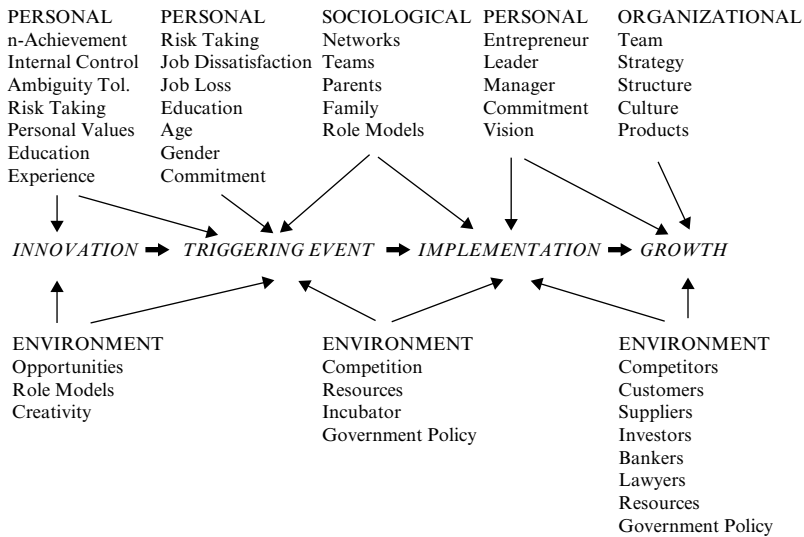 PERSONAL
n-Achievement
Internal Control
Ambiguity Tol.
Risk Taking
Personal Values
Education
Experience
PERSONAL
Risk Taking
Job Dissatisfaction
Job Loss
Education
Age
Gender
Commitment
SOCIOLOGICAL
Networks
Teams
Parents
Family
Role Models
PERSONAL
Entrepreneur
Leader
Manager
Commitment
Vision
ORGANIZATIONAL
Team
Strategy
Structure
Culture
Products
INNOVATION
TRIGGERING EVENT
IMPLEMENTATION
GROWTH
ENVIRONMENT
Opportunities
Role Models
Creativity
ENVIRONMENT
Competition
Resources
Incubator
Government Policy
ENVIRONMENT
Competitors
Customers
Suppliers
Investors
Bankers
Lawyers
Resources
Government Policy